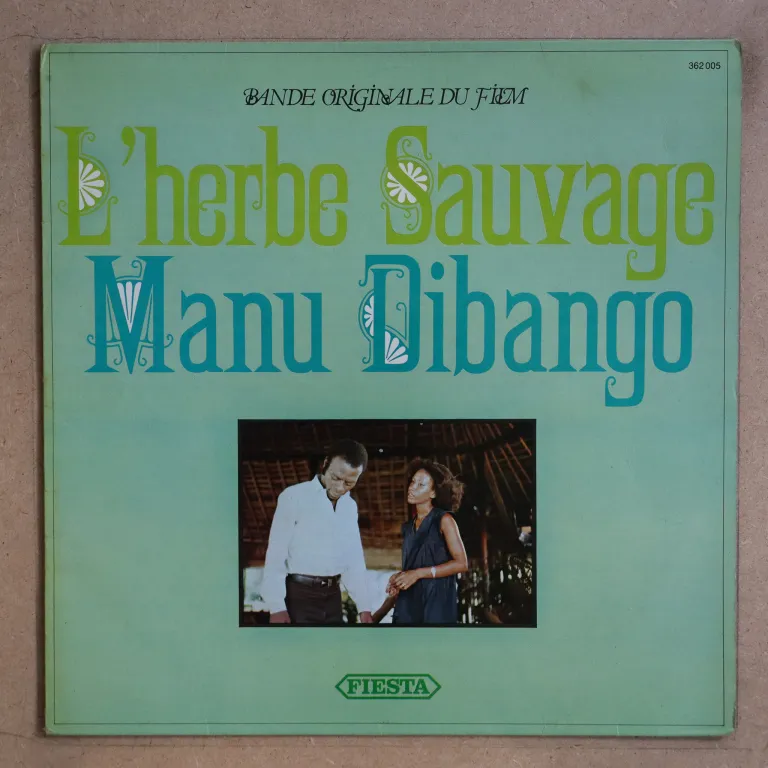 362 005
BANDE ORIGINALE DU FILM
L'herbe Sauvage
Manu Dibango
FIESTA